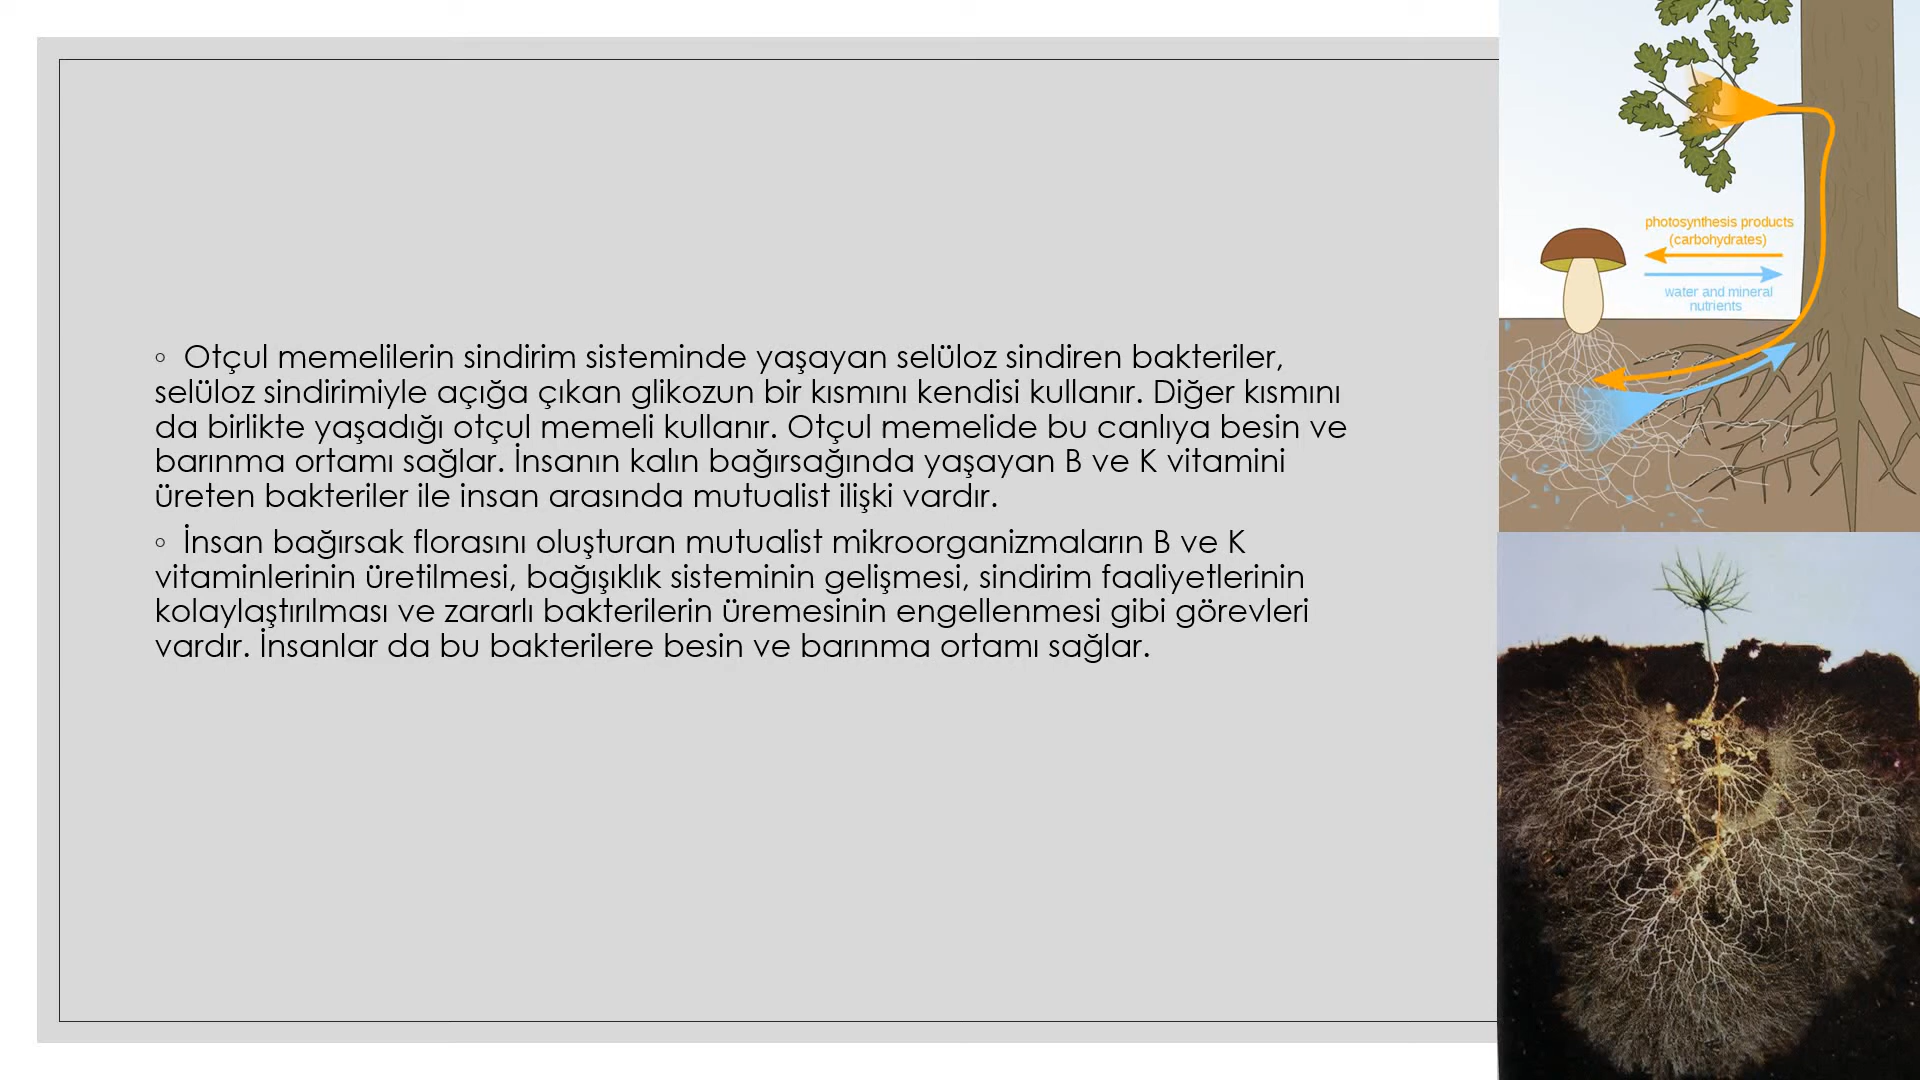 ◦ Otçul memelilerin sindirim sisteminde yaşayan selüloz sindiren bakteriler,
selüloz sindirimiyle açığa çıkan glikozun bir kısmını kendisi kullanır. Diğer kısmını
da birlikte yaşadığı otçul memeli kullanır. Otçul memelide bu canlıya besin ve
barınma ortamı sağlar. İnsanın kalın bağırsağında yaşayan B ve K vitamini
üreten bakteriler ile insan arasında mutualist ilişki vardır.
◦ İnsan bağırsak florasını oluşturan mutualist mikroorganizmaların B ve K
vitaminlerinin üretilmesi, bağışıklık sisteminin gelişmesi, sindirim faaliyetlerinin
kolaylaştırılması ve zararlı bakterilerin üremesinin engellenmesi gibi görevleri
vardır. İnsanlar da bu bakterilere besin ve barınma ortamı sağlar.
photosynthesis products
(carbohydrates)
water and mineral
nutrients